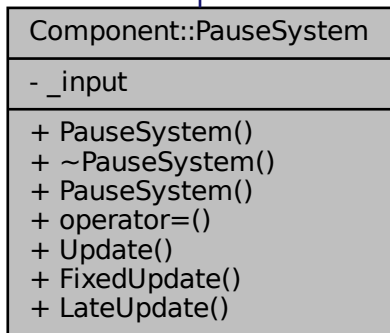 Component::PauseSystem
- _input
+ PauseSystem()
+ ~PauseSystem()
+ PauseSystem()
+ operator=()
+ Update()
+ FixedUpdate()
+ LateUpdate()